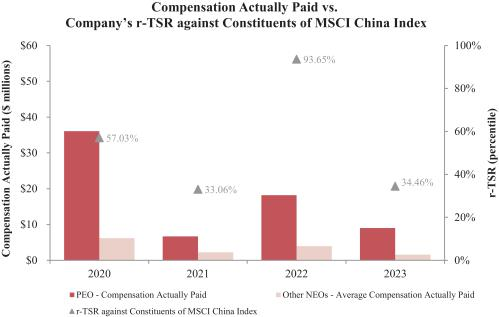 Compensation Actually Paid vs.
Company's r-TSR against Constituents of MSCI China Index
Compensation Actually Paid ($ millions)
$60
$50
$40
$30
$20
$10
$0
57.03%
33.06%
93.65%
34.46%
100%
80%
60%
40%
20%
0%
r-TSR (percentile)
2020 2021 2022 2023
PEO - Compensation Actually Paid
Other NEOs - Average Compensation Actually Paid
r-TSR against Constituents of MSCI China Index